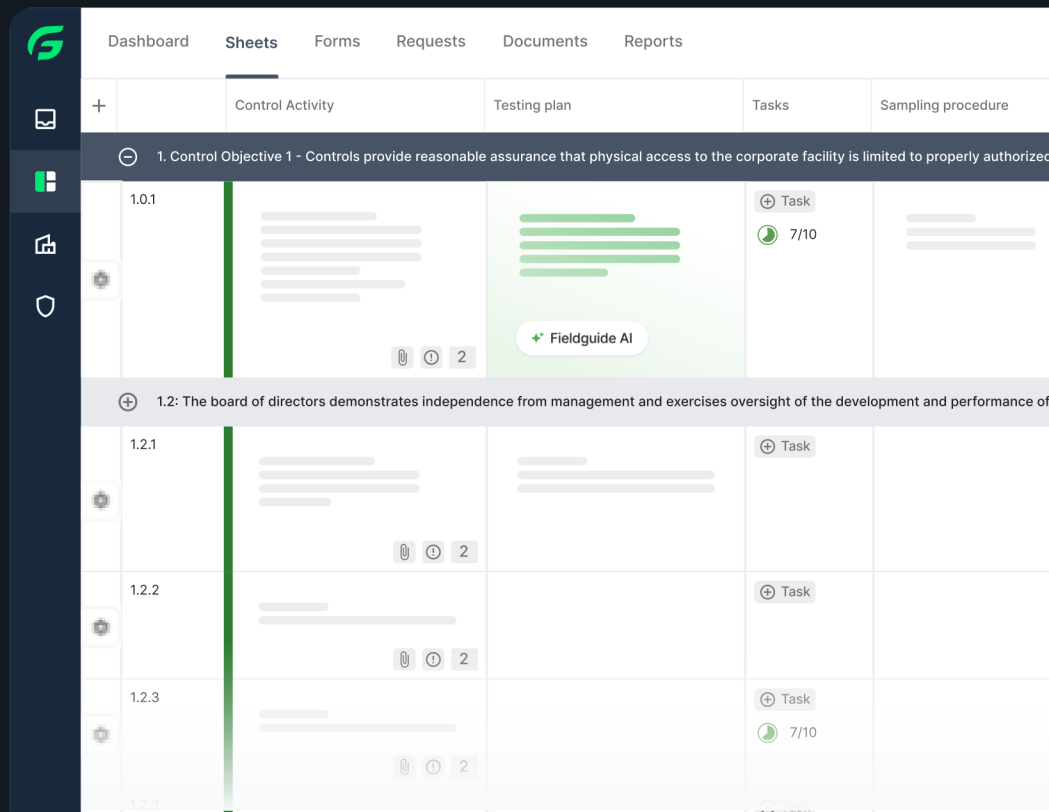 Dashboard
Sheets
Forms
Requests
Documents
Reports
Control Activity
Testing plan
Tasks
Sampling procedure
1. Control Objective 1 - Controls provide reasonable assurance that physical access to the corporate facility is limited to properly authorized
1.0.1
Task
7/10
Fieldguide AI
2
1.2: The board of directors demonstrates independence from management and exercises oversight of the development and performance of
1.2.1
Task
2
1.2.2
Task
2
1.2.3
Task
7/10
2
1.2.3
Task